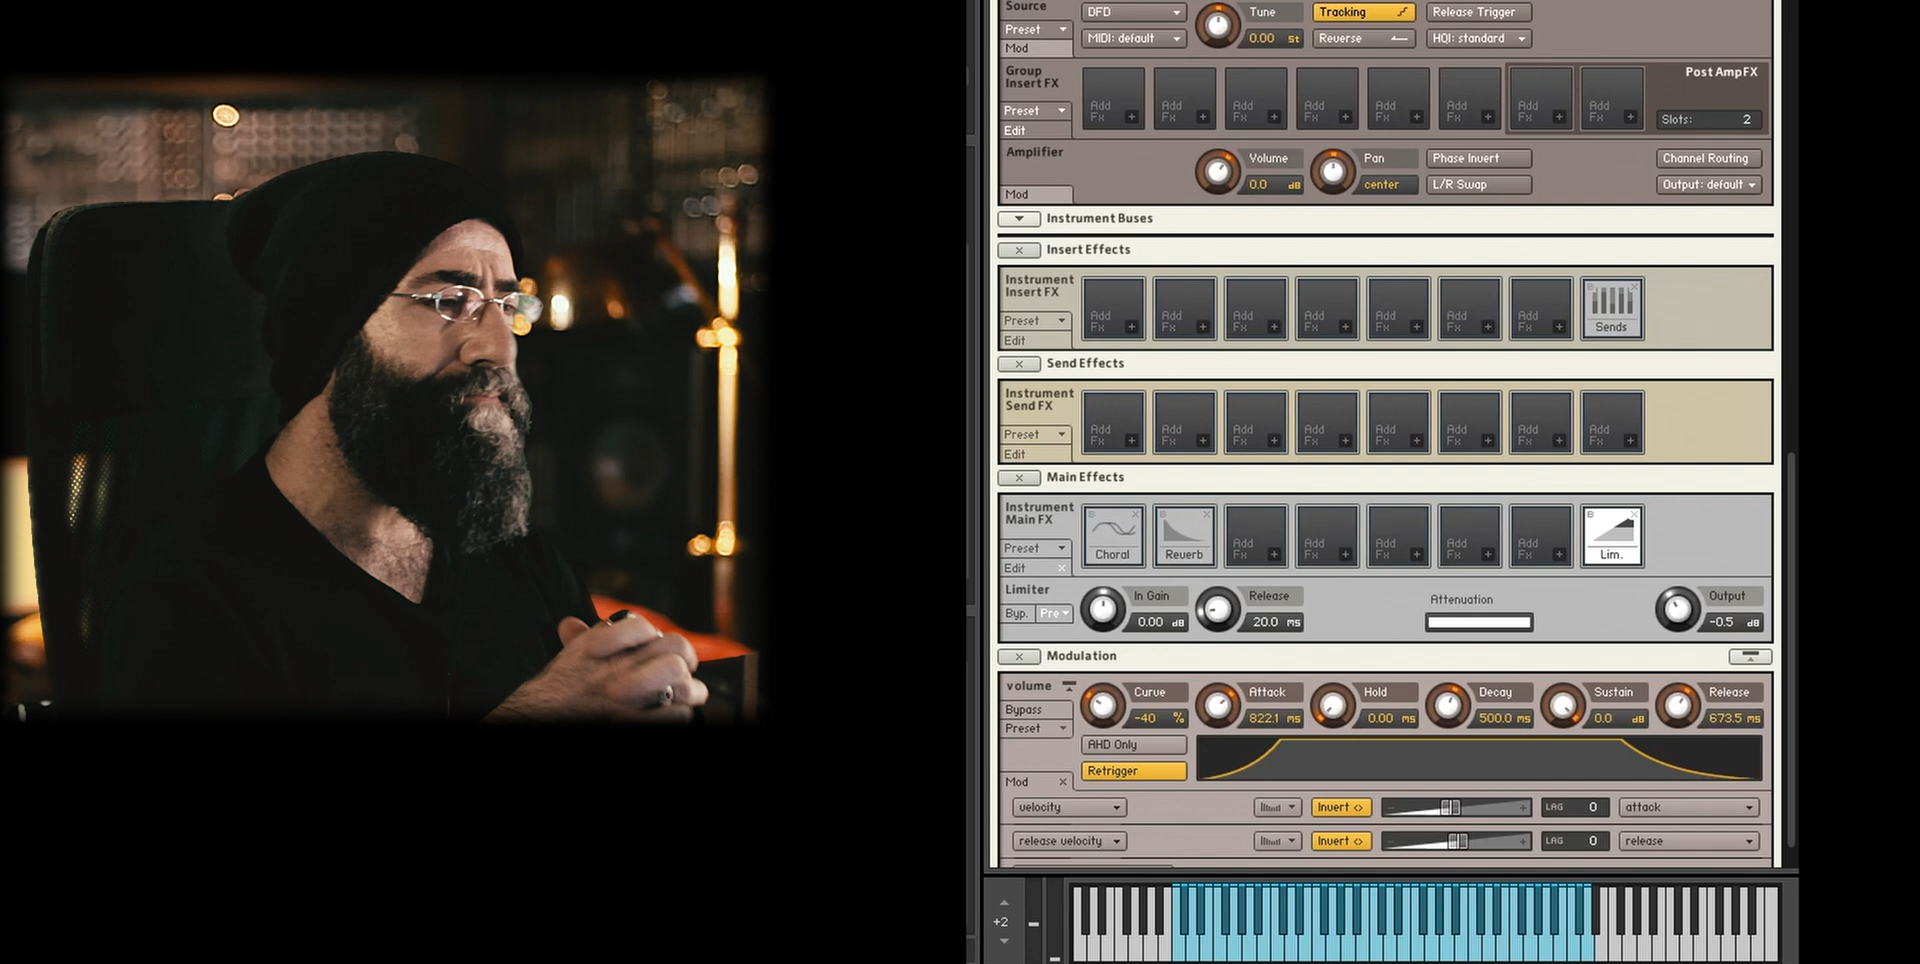 Source
DFD
Tune
Tracking
Release Trigger
Preset
MIDI: default
0.00 St
Reverse
HQI: standard
Mod
Group
Insert FX
Post Amp FX
Preset
Add Fx + Add Fx + Add Fx + Add Fx + Add Fx + Add Fx + Add Fx + Add Fx +
Slots: 2
Edit
Amplifier
Volume
Pan
Phase Invert
Channel Routing
0.0 dB
center
L/R Swap
Output: default
Mod
Instrument Buses
× Insert Effects
Instrument
Insert FX
B ×
Preset
Add Fx + Add Fx + Add Fx + Add Fx + Add Fx + Add Fx + Add Fx + Sends
Edit
× Send Effects
Instrument
Send FX
Preset
Add Fx + Add Fx + Add Fx + Add Fx + Add Fx + Add Fx + Add Fx + Add Fx +
Edit
× Main Effects
Instrument
Main FX
B × B × B ×
Preset
Choral Reverb Add Fx + Add Fx + Add Fx + Add Fx + Add Fx + Lim.
Edit ×
Limiter
In Gain
Release
Attenuation
Output
Byp. Pre
0.00 dB
20.0 ms
-0.5 dB
× Modulation
volume
Curve
Attack
Hold
Decay
Sustain
Release
Bypass
-40 %
822.1 ms
0.00 ms
500.0 ms
0.0 dB
673.5 ms
Preset
AHD Only
Retrigger
Mod ×
velocity
Invert <>
- +
LAG 0
attack
release velocity
Invert <>
- +
LAG 0
release
+2